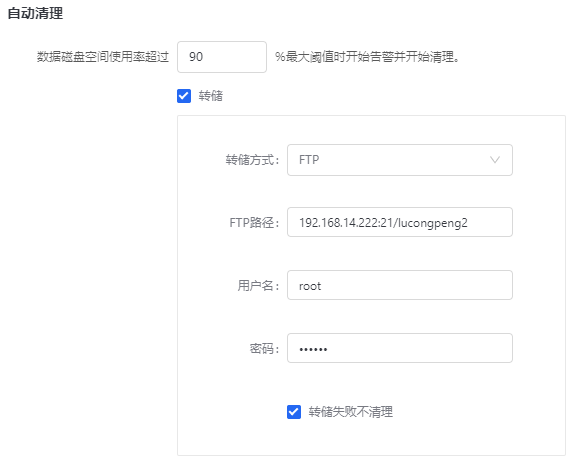 自动清理
数据磁盘空间使用率超过 90 %最大阈值时开始告警并开始清理。
转储
转储方式： FTP
FTP路径： 192.168.14.222:21/lucongpeng2
用户名： root
密码： ••••••
转储失败不清理